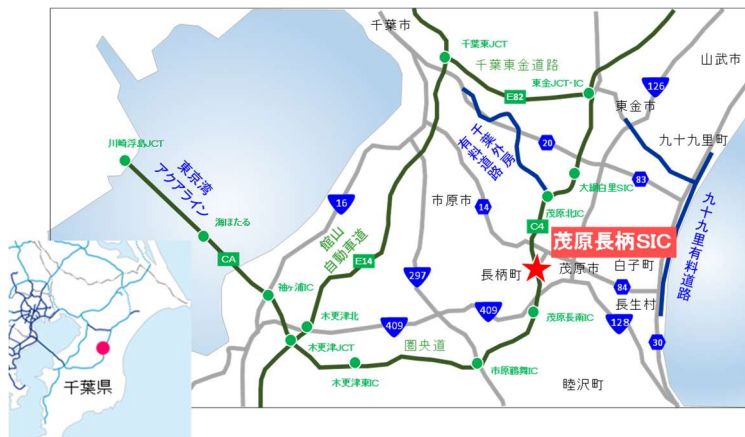 千葉市
千葉東JCT
千葉東金道路
E82
東金JCT・IC
126
山武市
東金市
九十九里町
川崎浮島JCT
東京湾
アクアライン
海ほたる
CA
16
館山
自動車道
E14
千葉外房
有料道路
20
83
大網白里SIC
市原市
14
茂原北IC
C4
茂原長柄SIC
九十九里有料道路
長柄町
茂原市
白子町
84
長生村
297
袖ヶ浦IC
木更津北
409
409
茂原長南IC
128
30
木更津JCT
圏央道
木更津東IC
市原鶴舞IC
睦沢町
千葉県